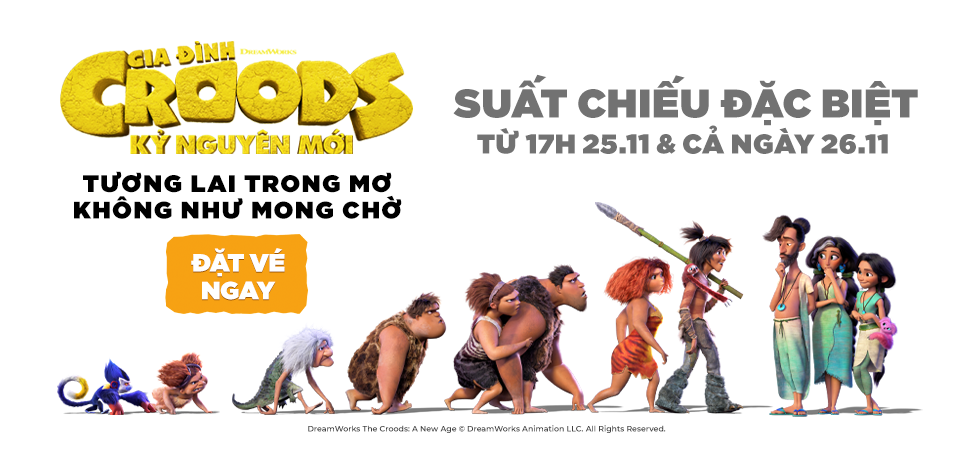 GIA ĐÌNH
DREAMWORKS
CROODS
KỶ NGUYÊN MỚI
TƯƠNG LAI TRONG MƠ
KHÔNG NHƯ MONG CHỜ
ĐẶT VÉ
NGAY
SUẤT CHIẾU ĐẶC BIỆT
TỪ 17H 25.11 & CẢ NGÀY 26.11
DreamWorks The Croods: A New Age © DreamWorks Animation LLC. All Rights Reserved.